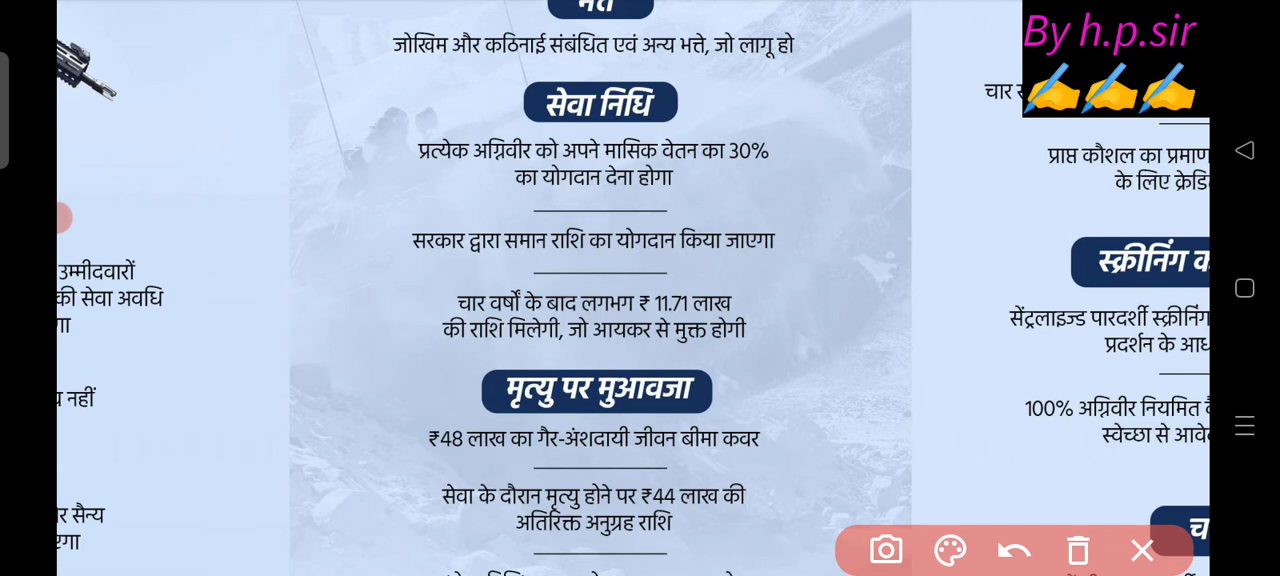 By h.p.sir
भत्ते
जोखिम और कठिनाई संबंधित एवं अन्य भत्ते, जो लागू हो
सेवा निधि
प्रत्येक अग्निवीर को अपने मासिक वेतन का 30%
का योगदान देना होगा
सरकार द्वारा समान राशि का योगदान किया जाएगा
चार वर्षों के बाद लगभग ₹ 11.71 लाख
की राशि मिलेगी, जो आयकर से मुक्त होगी
मृत्यु पर मुआवजा
₹48 लाख का गैर-अंशदायी जीवन बीमा कवर
सेवा के दौरान मृत्यु होने पर ₹44 लाख की
अतिरिक्त अनुग्रह राशि
उम्मीदवारों
की सेवा अवधि
नहीं
सैन्य
चार
प्राप्त कौशल का प्रमाण
के लिए
स्क्रीनिंग
सेंट्रलाइज्ड पारदर्शी स्क्रीनिंग
प्रदर्शन के
100% अग्निवीर नियमित
स्वेच्छा से